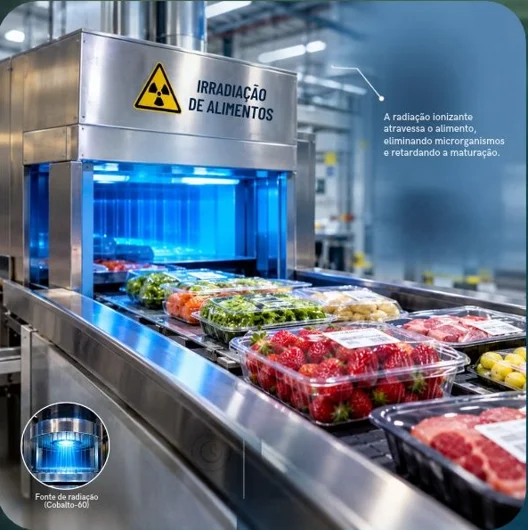 IRRADIAÇÃO
DE ALIMENTOS
A radiação ionizante
atravessa o alimento,
eliminando microrganismos
e retardando a maturação.
Fonte de radiação
(Cobalto-60)